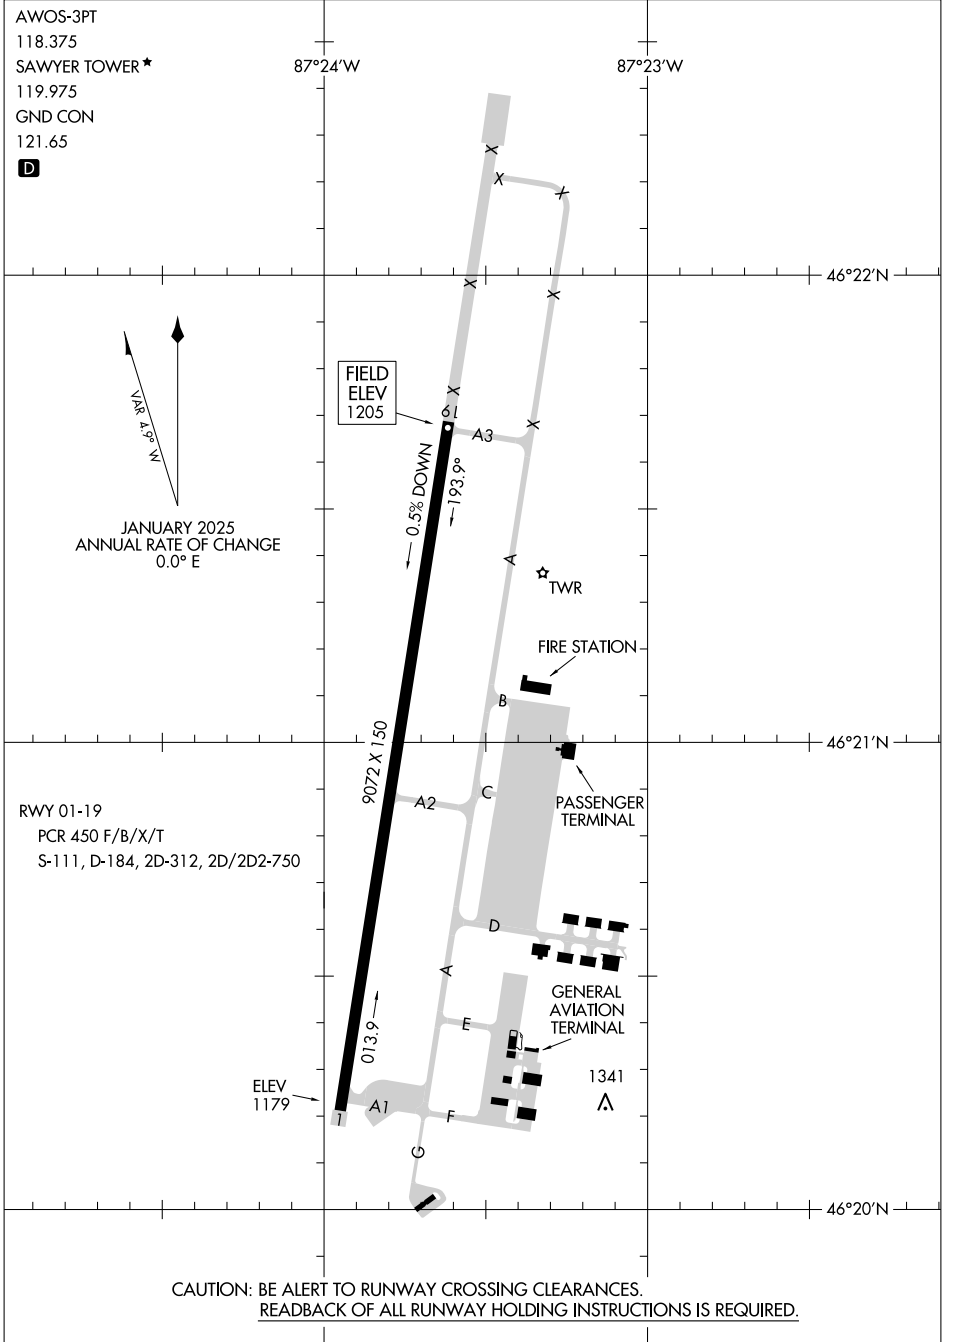 AWOS-3PT
118.375
SAWYER TOWER★
119.975
GND CON
121.65
D
87°24'W
87°23'W
X
X
X
46°22'N
X
X
FIELD
ELEV
1205
X
19
X
A3
VAR 4.9° W
0.5% DOWN
193.9°
JANUARY 2025
ANNUAL RATE OF CHANGE
0.0° E
A
TWR
FIRE STATION
B
9072 X 150
46°21'N
C
A2
PASSENGER
TERMINAL
RWY 01-19
PCR 450 F/B/X/T
S-111, D-184, 2D-312, 2D/2D2-750
D
A
GENERAL
AVIATION
TERMINAL
E
013.9
1341
ELEV
1179
A1
F
1
G
46°20'N
CAUTION: BE ALERT TO RUNWAY CROSSING CLEARANCES.
READBACK OF ALL RUNWAY HOLDING INSTRUCTIONS IS REQUIRED.